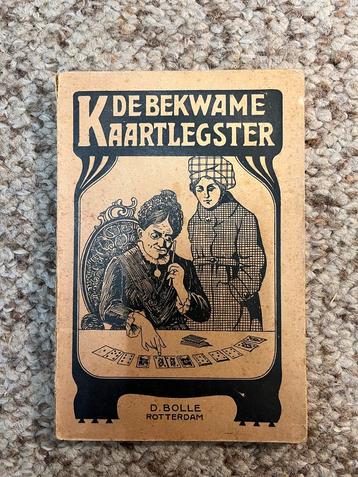 DE BEKWAME
KAARTLEGSTER
D. BOLLE
ROTTERDAM